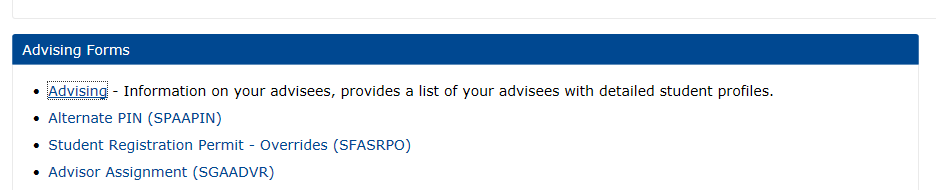 Advising Forms
Advising - Information on your advisees, provides a list of your advisees with detailed student profiles.
Alternate PIN (SPAAPIN)
Student Registration Permit - Overrides (SFASRPO)
Advisor Assignment (SGAADVR)